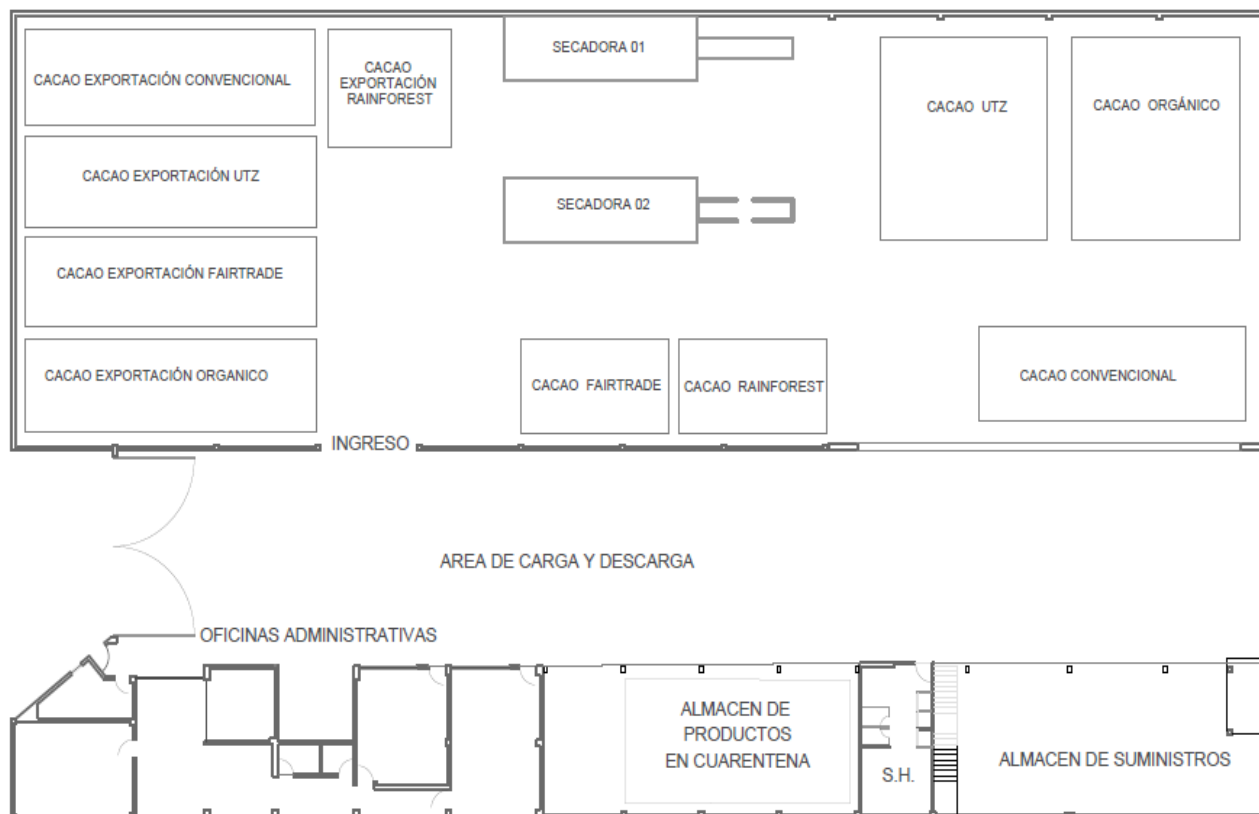 CACAO EXPORTACIÓN CONVENCIONAL
CACAO
EXPORTACIÓN
RAINFOREST
SECADORA 01
CACAO UTZ
CACAO ORGÁNICO
CACAO EXPORTACIÓN UTZ
SECADORA 02
CACAO EXPORTACIÓN FAIRTRADE
CACAO EXPORTACIÓN ORGANICO
CACAO FAIRTRADE
CACAO RAINFOREST
CACAO CONVENCIONAL
INGRESO
AREA DE CARGA Y DESCARGA
OFICINAS ADMINISTRATIVAS
ALMACEN DE
PRODUCTOS
EN CUARENTENA
S.H.
ALMACEN DE SUMINISTROS